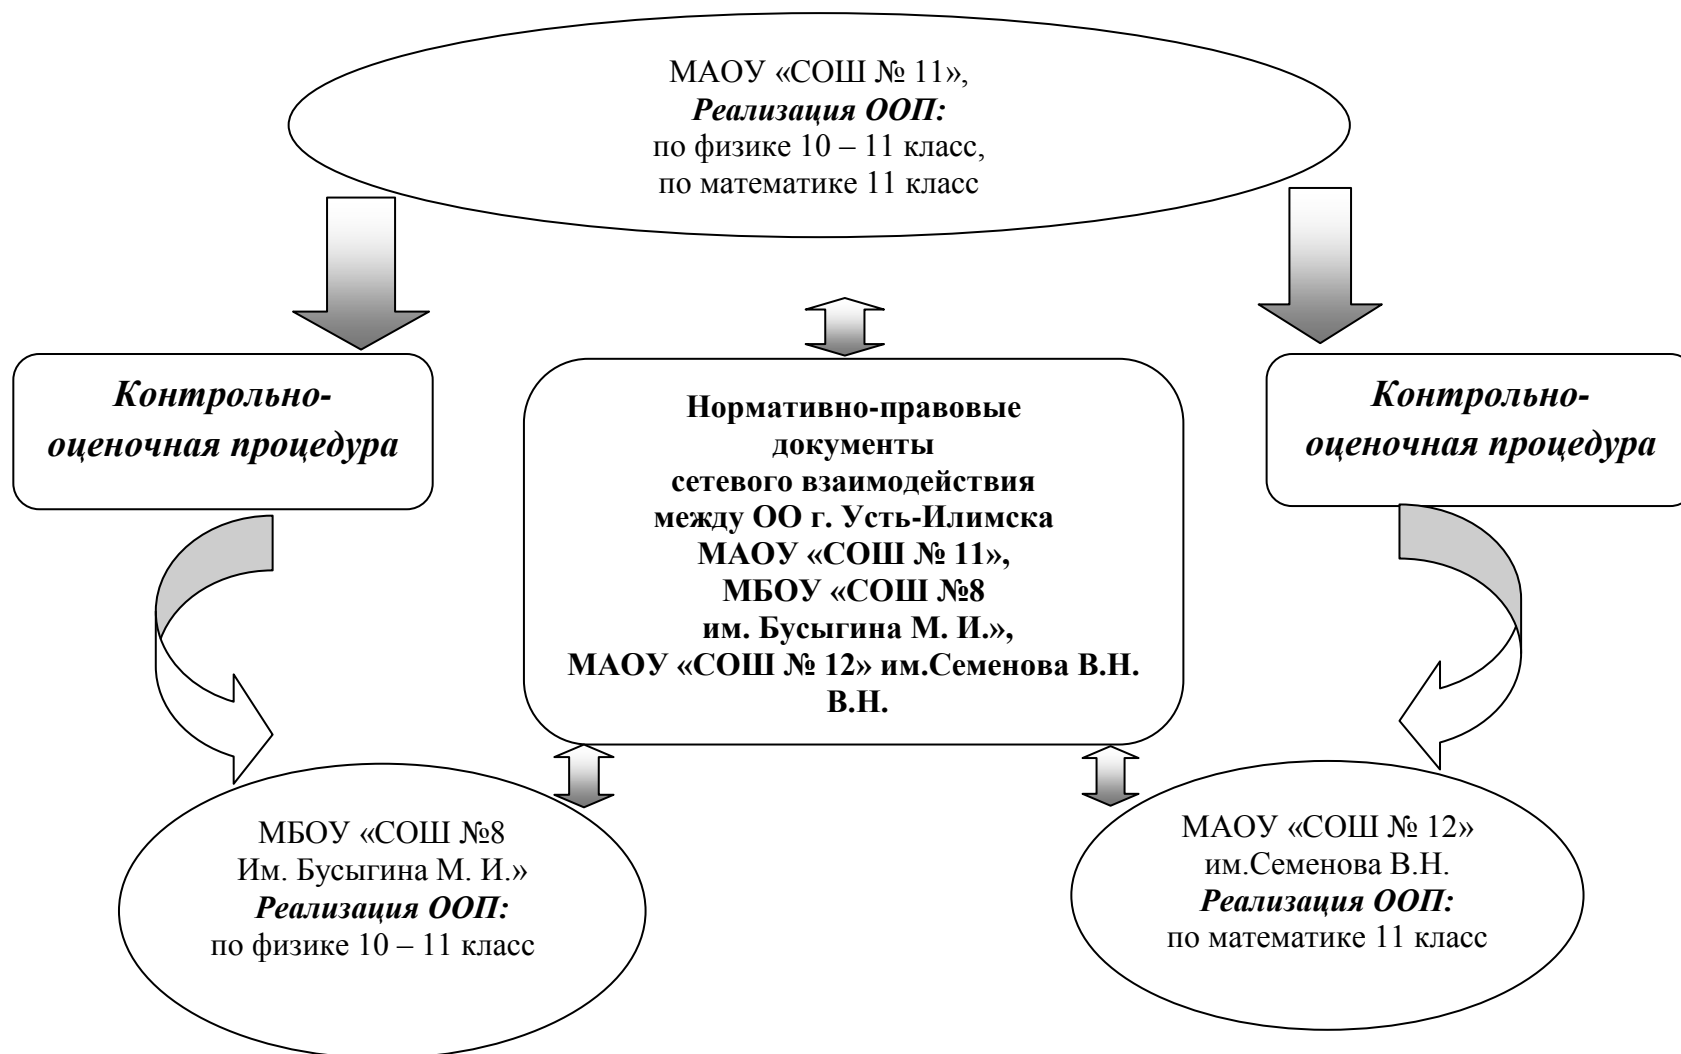 МАОУ «СОШ № 11»,
Реализация ООП:
по физике 10 – 11 класс,
по математике 11 класс
Контрольно-
оценочная процедура
Нормативно-правовые
документы
сетевого взаимодействия
между ОО г. Усть-Илимска
МАОУ «СОШ № 11»,
МБОУ «СОШ №8
им. Бусыгина М. И.»,
МАОУ «СОШ № 12» им.Семенова В.Н.
В.Н.
Контрольно-
оценочная процедура
МБОУ «СОШ №8
Им. Бусыгина М. И.»
Реализация ООП:
по физике 10 – 11 класс
МАОУ «СОШ № 12»
им.Семенова В.Н.
Реализация ООП:
по математике 11 класс